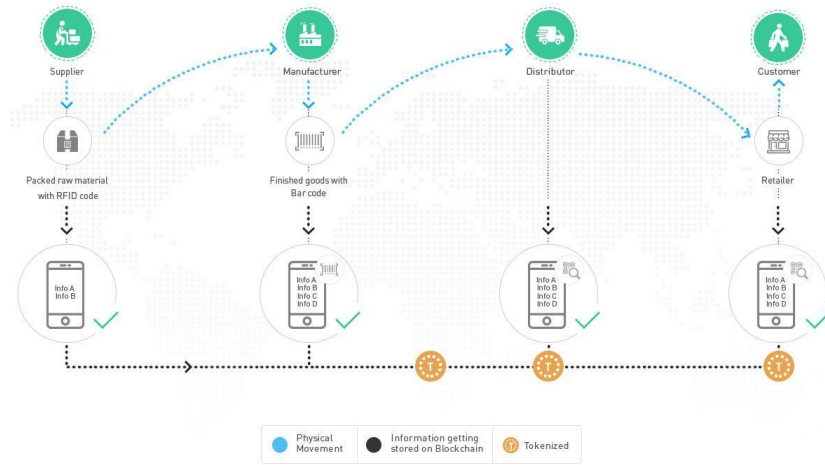 Supplier
Manufacturer
Distributor
Customer
Packed raw material
with RFID code
Finished goods with
Bar code
Retailer
Info A
Info B
Info A
Info B
Info C
Info D
Info A
Info B
Info C
Info D
Info A
Info B
Info C
Info D
T
T
T
Physical
Movement
Information getting
stored on Blockchain
T
Tokenized